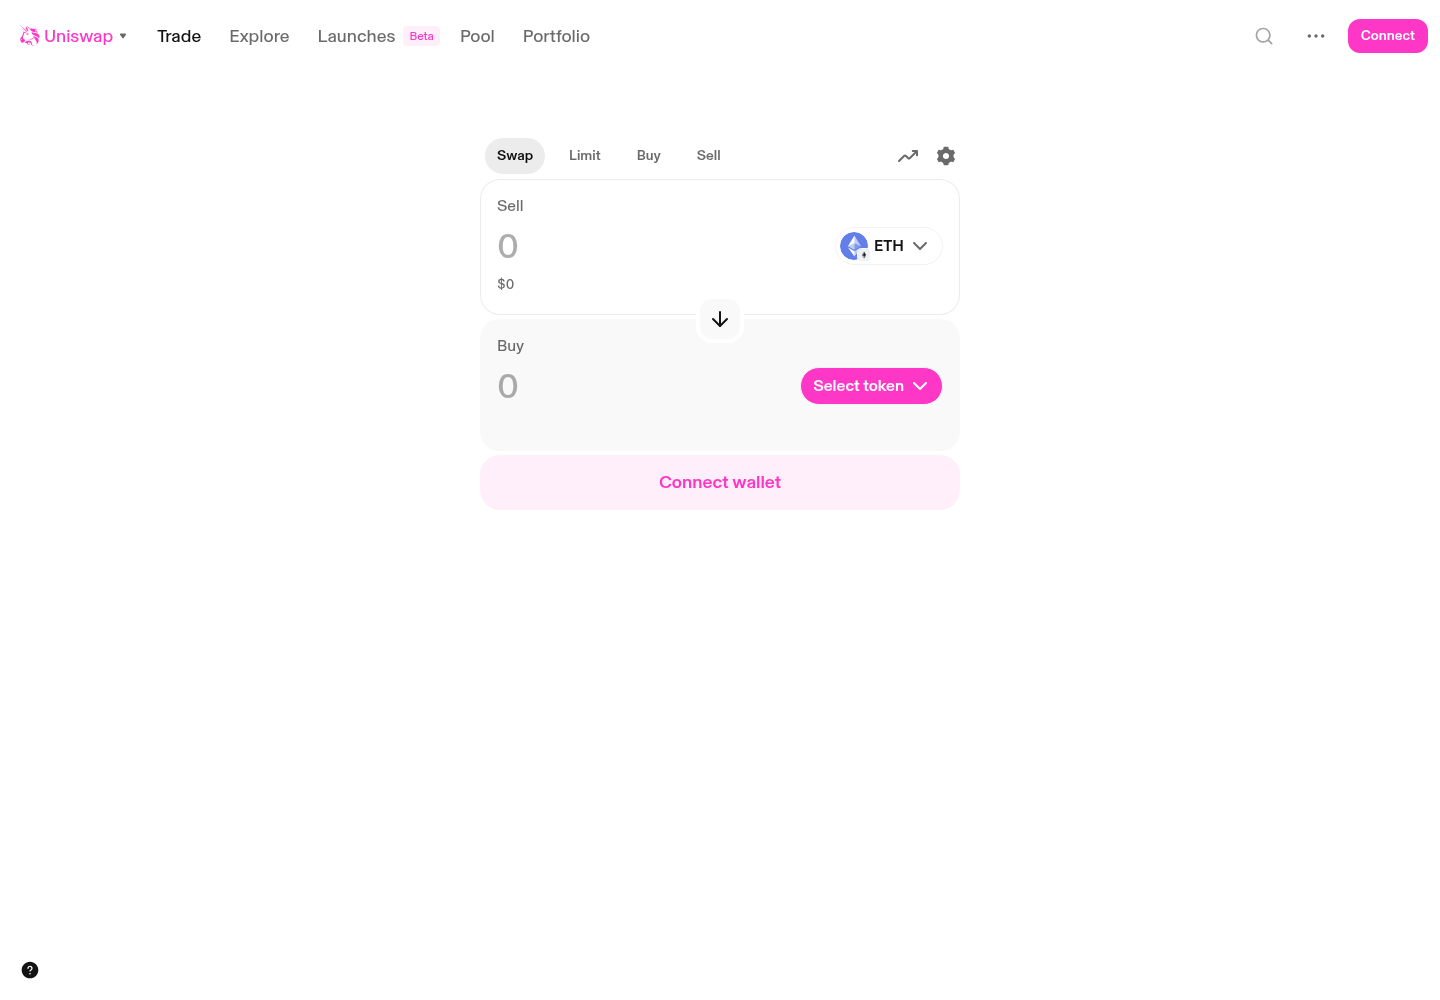 Uniswap Trade Explore Launches Beta Pool Portfolio Connect
Swap Limit Buy Sell
Sell
0 ETH
$0
Buy
0 Select token
Connect wallet
?